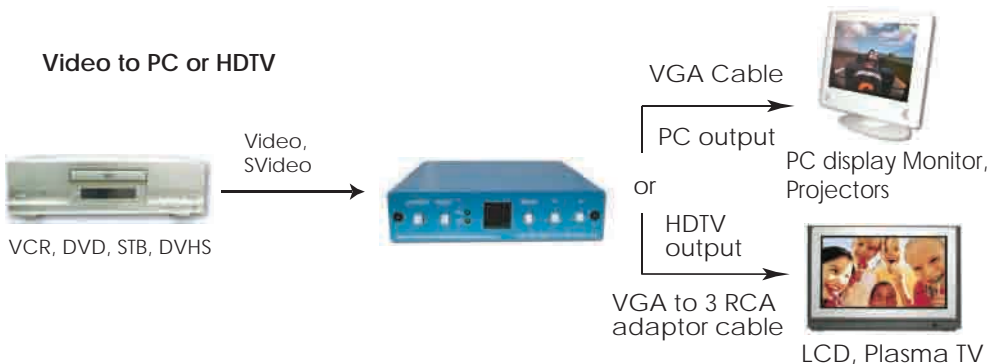 Video to PC or HDTV
VGA Cable
Video,
SVideo
PC output
PC display Monitor,
Projectors
or
VCR, DVD, STB, DVHS
HDTV
output
VGA to 3 RCA
adaptor cable
LCD, Plasma TV